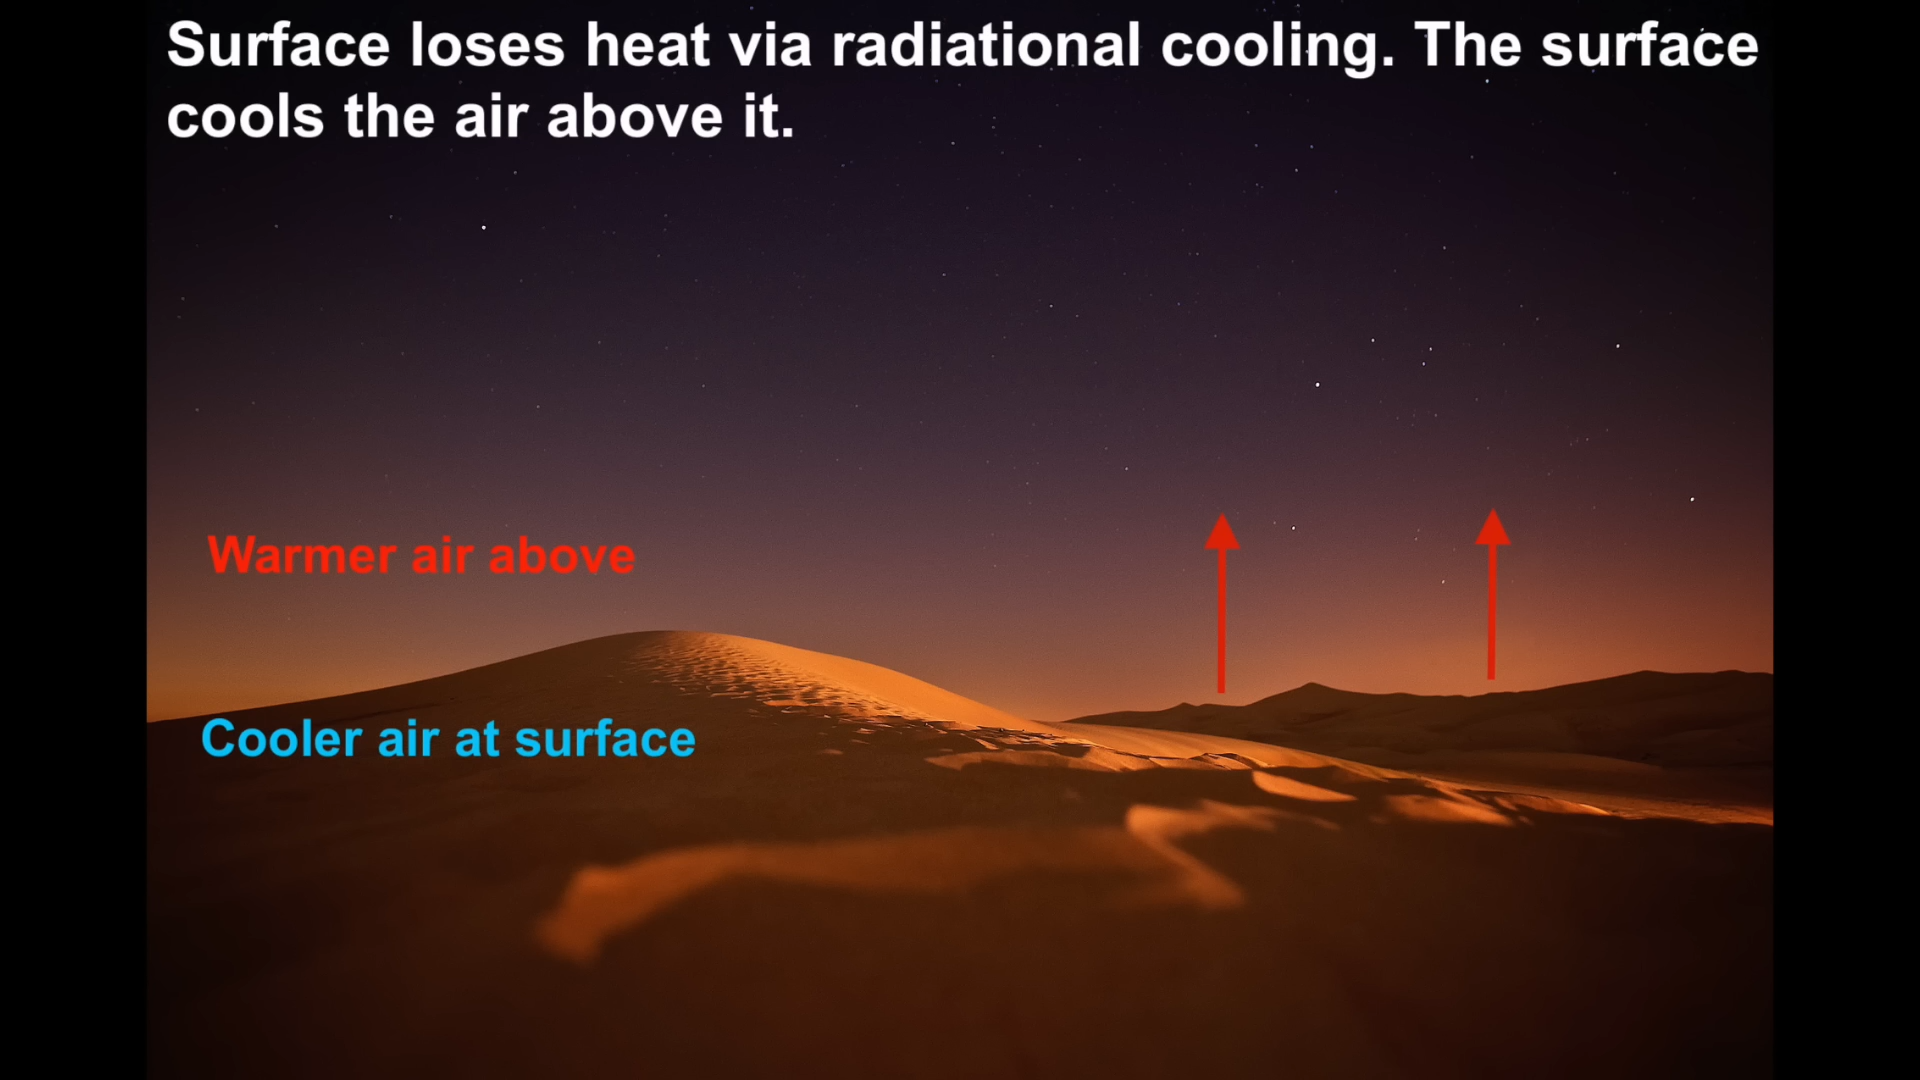 Surface loses heat via radiational cooling. The surface
cools the air above it.
Warmer air above
Cooler air at surface